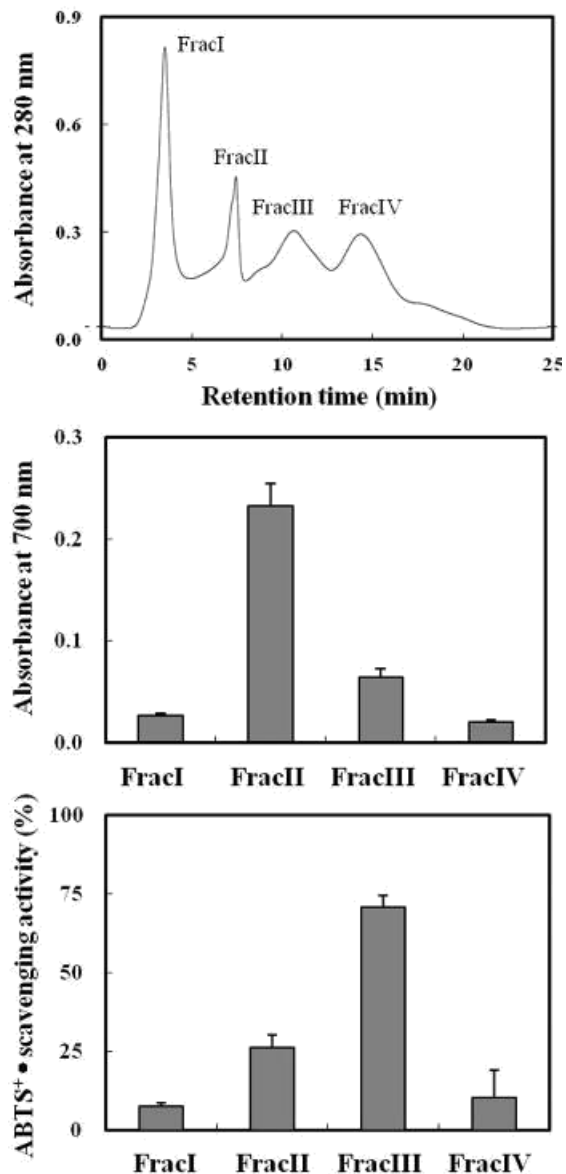 Absorbance at 280 nm
0.9
0.6
0.3
0.0
FracI
FracII
FracIII FracIV
0 5 10 15 20 25
Retention time (min)
Absorbance at 700 nm
0.3
0.2
0.1
0.0
FracI FracII FracIII FracIV
ABTS⁺•scavenging activity (%)
100
75
50
25
0
FracI FracII FracIII FracIV